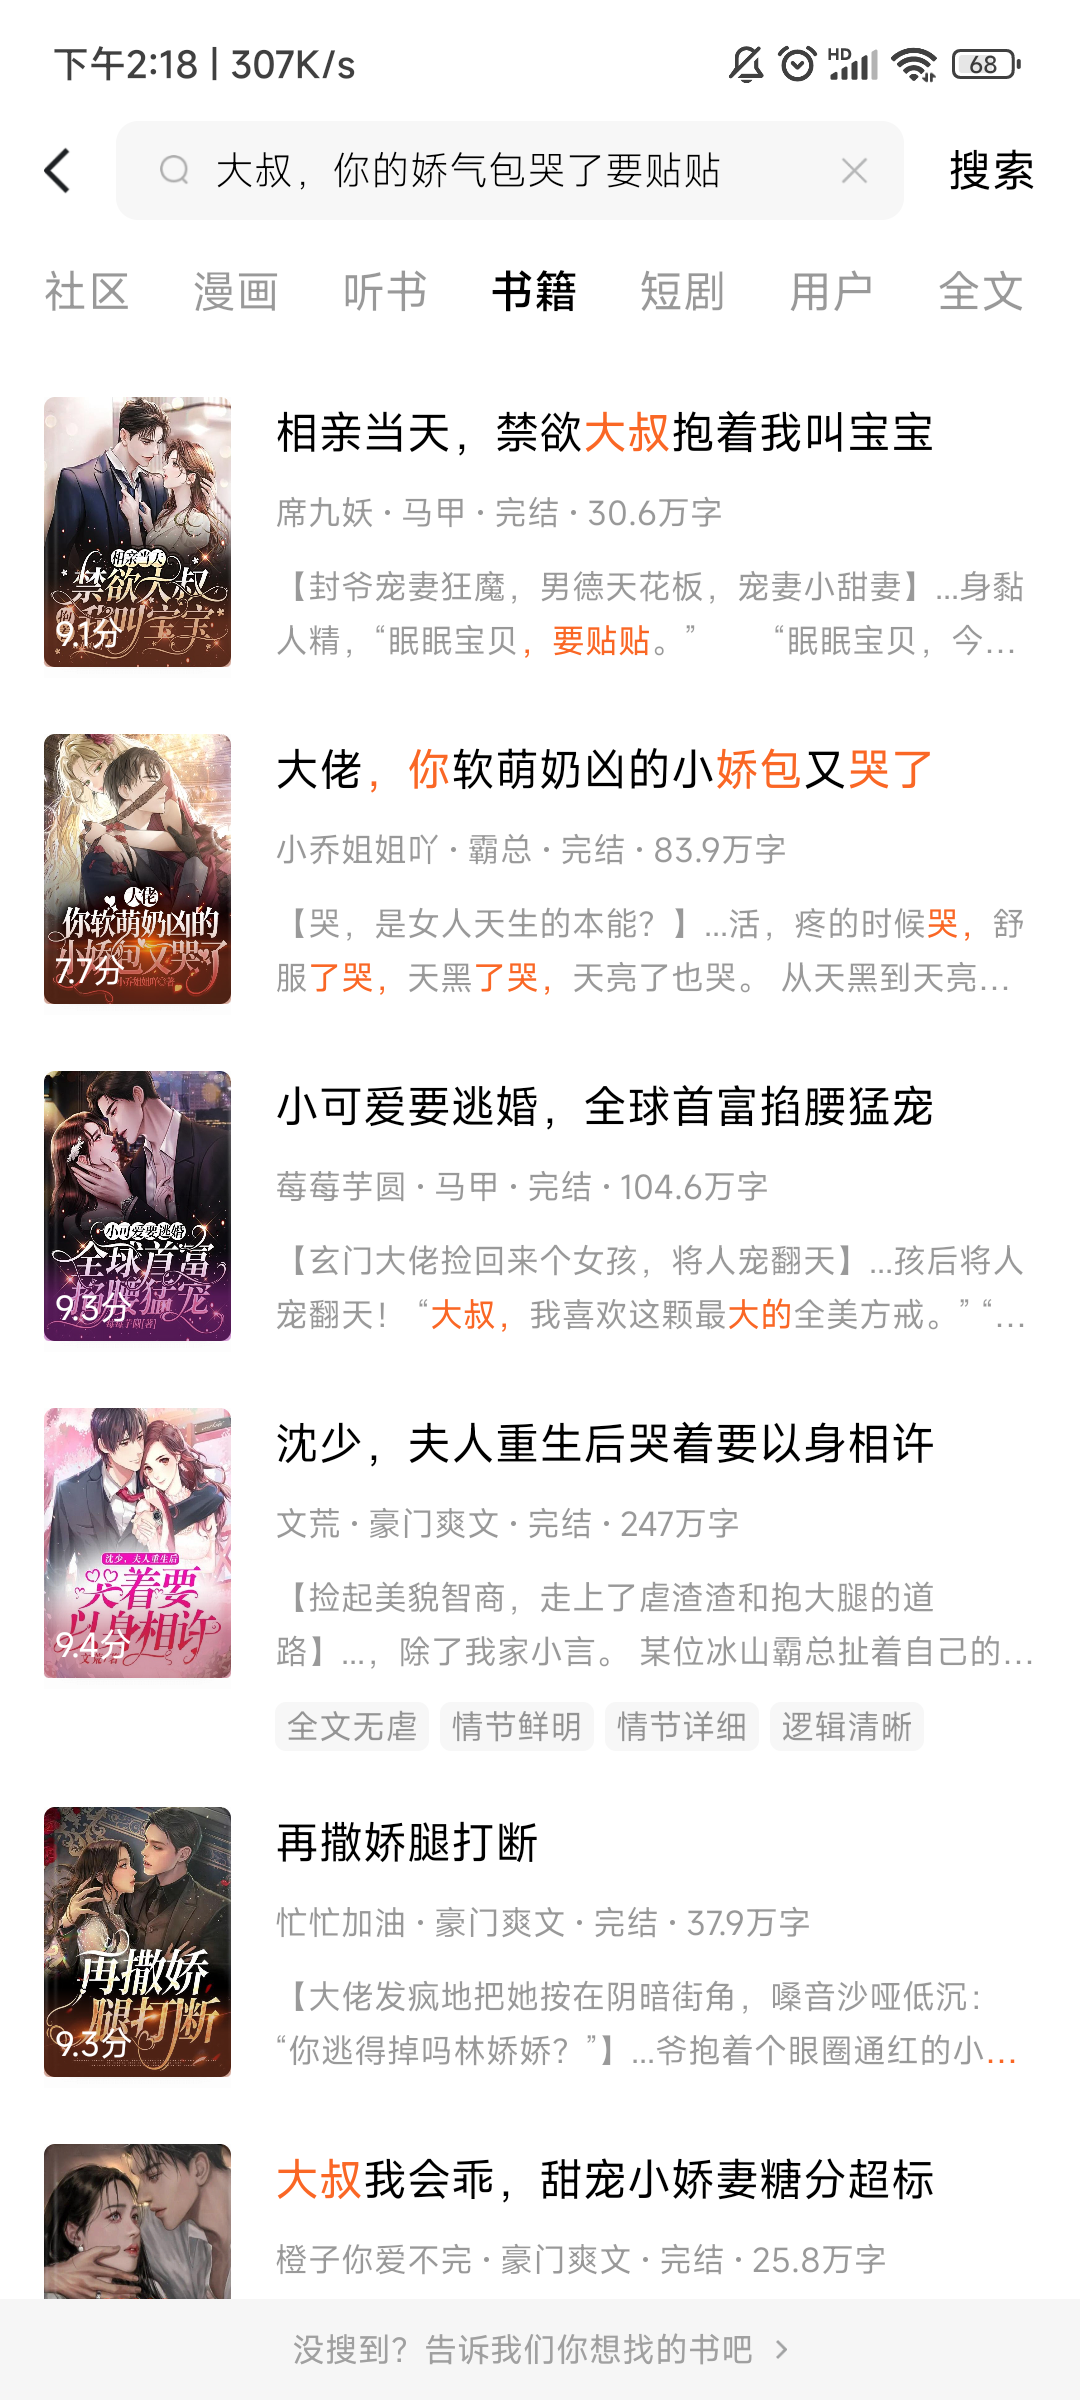 下午2:18 | 307K/s
HD
68
大叔，你的娇气包哭了要贴贴
搜索
社区 漫画 听书 书籍 短剧 用户 全文
相亲当天
禁欲大叔
我叫宝宝
9.1分
相亲当天，禁欲大叔抱着我叫宝宝
席九妖·马甲·完结·30.6万字
【封爷宠妻狂魔，男德天花板，宠妻小甜妻】...身黏
人精，“眠眠宝贝，要贴贴。” “眠眠宝贝，今...
大佬
你软萌奶凶的
小娇包又哭了
小乔姐姐吖◎著
7.7分
大佬，你软萌奶凶的小娇包又哭了
小乔姐姐吖·霸总·完结·83.9万字
【哭，是女人天生的本能？】...活，疼的时候哭，舒
服了哭，天黑了哭，天亮了也哭。 从天黑到天亮...
小可爱要逃婚
全球首富
掐腰猛宠
莓莓芋圆[著]
9.3分
小可爱要逃婚，全球首富掐腰猛宠
莓莓芋圆·马甲·完结·104.6万字
【玄门大佬捡回来个女孩，将人宠翻天】...孩后将人
宠翻天！ “大叔，我喜欢这颗最大的全美方戒。” “...
沈少，夫人重生后
哭着要
以身相许
9.4分
沈少，夫人重生后哭着要以身相许
文荒·豪门爽文·完结·247万字
【捡起美貌智商，走上了虐渣渣和抱大腿的道
路】...，除了我家小言。 某位冰山霸总扯着自己的...
全文无虐 情节鲜明 情节详细 逻辑清晰
再撒娇
腿打断
9.3分
再撒娇腿打断
忙忙加油·豪门爽文·完结·37.9万字
【大佬发疯地把她按在阴暗街角，嗓音沙哑低沉：
“你逃得掉吗林娇娇？”】...爷抱着个眼圈通红的小...
大叔我会乖，甜宠小娇妻糖分超标
橙子你爱不完·豪门爽文·完结·25.8万字
没搜到？告诉我们你想找的书吧 >